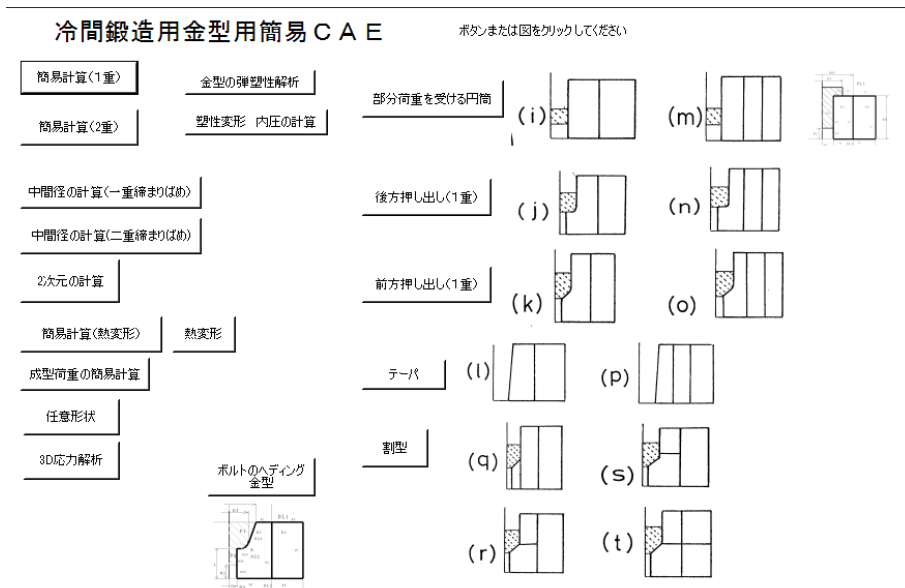 冷間鍛造用金型用簡易CAE
ボタンまたは図をクリックしてください
簡易計算(1重)
金型の弾塑性解析
部分荷重を受ける円筒
(i)
(m)
簡易計算(2重)
塑性変形 内圧の計算
中間径の計算(一重締まりばめ)
後方押し出し(1重)
(j)
(n)
中間径の計算(二重締まりばめ)
2次元の計算
前方押し出し(1重)
(k)
(o)
簡易計算(熱変形)
熱変形
成型荷重の簡易計算
テーパ
(l)
(p)
任意形状
割型
(q)
(s)
3D応力解析
ボルトのヘディング
金型
(r)
(t)